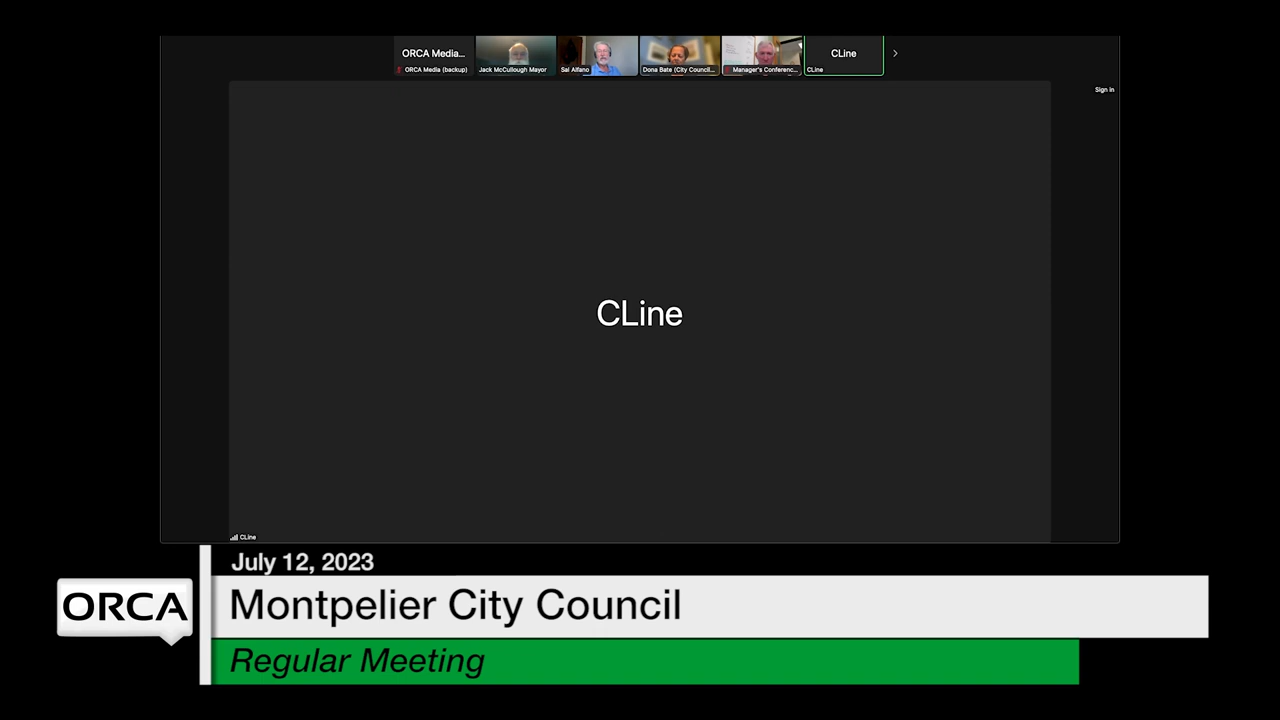 ORCA Media...
ORCA Media (backup)
Jack McCullough Mayor
Sal Alfano
Dona Bate (City Council...
Manager's Conferenc...
CLine
CLine
Sign in
CLine
CLine
July 12, 2023
ORCA
Montpelier City Council
Regular Meeting